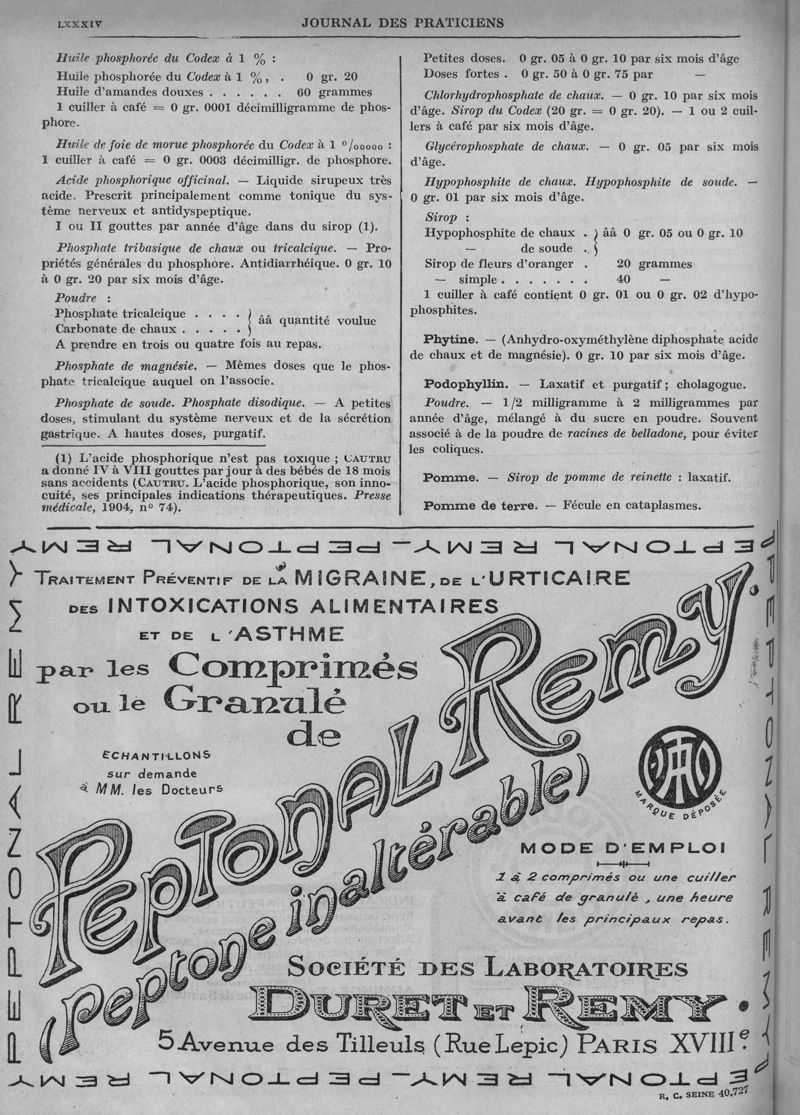 LXXXIV
JOURNAL DES PRATICIENS
Huile phosphorée du Codex à 1 % :
Huile phosphorée du Codex à 1 %, . 0 gr. 20
Huile d'amandes douces . . . . . . 60 grammes
1 cuiller à café = 0 gr. 0001 décimilligramme de phos-
phore.
Huile de foie de morue phosphorée du Codex à 1 º/ooooo :
1 cuiller à café = 0 gr. 0003 décimilligr. de phosphore.
Acide phosphorique officinal. — Liquide sirupeux très
acide. Prescrit principalement comme tonique du sys-
tème nerveux et antidyspeptique.
I ou II gouttes par année d'âge dans du sirop (1).
Phosphate tribasique de chaux ou tricalcique. — Pro-
priétés générales du phosphore. Antidiarrhéique. 0 gr. 10
à 0 gr. 20 par six mois d'âge.
Poudre :
Phosphate tricalcique . . . . } ââ quantité voulue
Carbonate de chaux . . . . . }
A prendre en trois ou quatre fois au repas.
Phosphate de magnésie. — Mêmes doses que le phos-
phate tricalcique auquel on l'associe.
Phosphate de soude. Phosphate disodique. — A petites
doses, stimulant du système nerveux et de la sécrétion
gastrique. A hautes doses, purgatif.
(1) L'acide phosphorique n'est pas toxique ; CAUTRU
a donné IV à VIII gouttes par jour à des bébés de 18 mois
sans accidents (CAUTRU. L'acide phosphorique, son inno-
cuité, ses principales indications thérapeutiques. Presse
médicale, 1904, nº 74).
Petites doses. 0 gr. 05 à 0 gr. 10 par six mois d'âge
Doses fortes . 0 gr. 50 à 0 gr. 75 par —
Chlorhydrophosphate de chaux. — 0 gr. 10 par six mois
d'âge. Sirop du Codex (20 gr. = 0 gr. 20). — 1 ou 2 cuil-
lers à café par six mois d'âge.
Glycérophosphate de chaux. — 0 gr. 05 par six mois
d'âge.
Hypophosphite de chaux. Hypophosphite de soude. —
0 gr. 01 par six mois d'âge.
Sirop :
Hypophosphite de chaux . } ââ 0 gr. 05 ou 0 gr. 10
— de soude . . }
Sirop de fleurs d'oranger . 20 grammes
— simple . . . . . . . 40 —
1 cuiller à café contient 0 gr. 01 ou 0 gr. 02 d'hypo-
phosphites.
Phytine. — (Anhydro-oxyméthylène diphosphate acide
de chaux et de magnésie). 0 gr. 10 par six mois d'âge.
Podophyllin. — Laxatif et purgatif ; cholagogue.
Poudre. — 1/2 milligramme à 2 milligrammes par
année d'âge, mélangé à du sucre en poudre. Souvent
associé à de la poudre de racines de belladone, pour éviter
les coliques.
Pomme. — Sirop de pomme de reinette : laxatif.
Pomme de terre. — Fécule en cataplasmes.
PEPTONAL REMY - PEPTONAL REMY
TRAITEMENT PRÉVENTIF DE LA MIGRAINE, DE L'URTICAIRE
DES INTOXICATIONS ALIMENTAIRES
ET DE L'ASTHME
par les Comprimés
ou le Granulé
de
PEPTONAL REMY
(Peptone inaltérable)
ECHANTILLONS
sur demande
à MM. les Docteurs
MARQUE DÉPOSÉE
MODE D'EMPLOI
1 à 2 comprimés ou une cuiller
à café de granulé, une heure
avant les principaux repas.
SOCIÉTÉ DES LABORATOIRES
DURET ET REMY.
5 Avenue des Tilleuls (Rue Lepic) PARIS XVIIIe.
PEPTONAL REMY
PEPTONAL REMY
PEPTONAL REMY - PEPTONAL REMY
R. C. SEINE 40.727